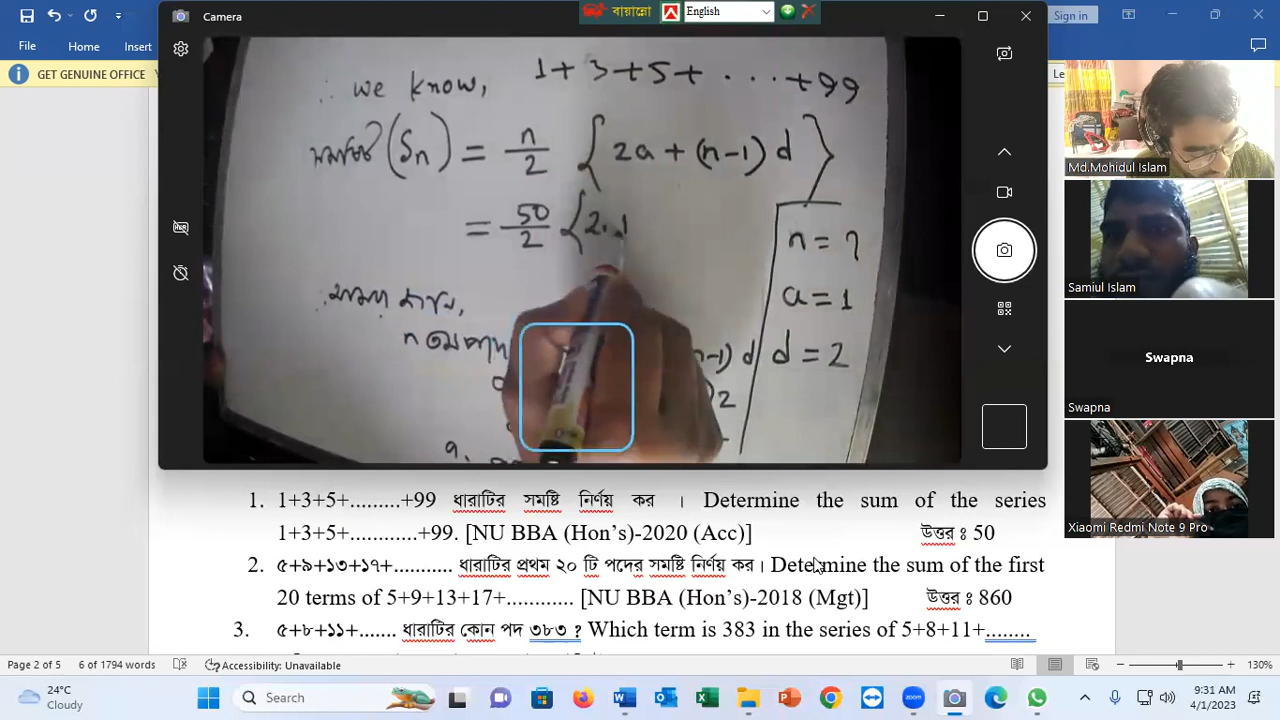 বায়ান্নো
English
Camera
Sign in
File
Home
Insert
GET GENUINE OFFICE
∴ we know, 1+3+5+ . . . . +99
সমষ্টি (Sn) = n/2 { 2a + (n-1) d }
= 50/2 { 2. 1
n = ?
∴ আমরা জানি,
a = 1
n তম পদ
n-1) d
d = 2
)2
Md.Mohidul Islam
Samiul Islam
Swapna
Swapna
Xiaomi Redmi Note 9 Pro
1. 1+3+5+.........+99 ধারাটির সমষ্টি নির্ণয় কর । Determine the sum of the series
1+3+5+............+99. [NU BBA (Hon’s)-2020 (Acc)] উত্তর ঃ 50
2. ৫+৯+১৩+১৭+........... ধারাটির প্রথম ২০ টি পদের সমষ্টি নির্ণয় কর। Determine the sum of the first
20 terms of 5+9+13+17+............ [NU BBA (Hon’s)-2018 (Mgt)] উত্তর ঃ 860
3. ৫+৮+১১+....... ধারাটির কোন পদ ৩৮৩ ? Which term is 383 in the series of 5+8+11+........
Page 2 of 5
6 of 1794 words
Accessibility: Unavailable
130%
24°C
Cloudy
Search
9:31 AM
4/1/2023